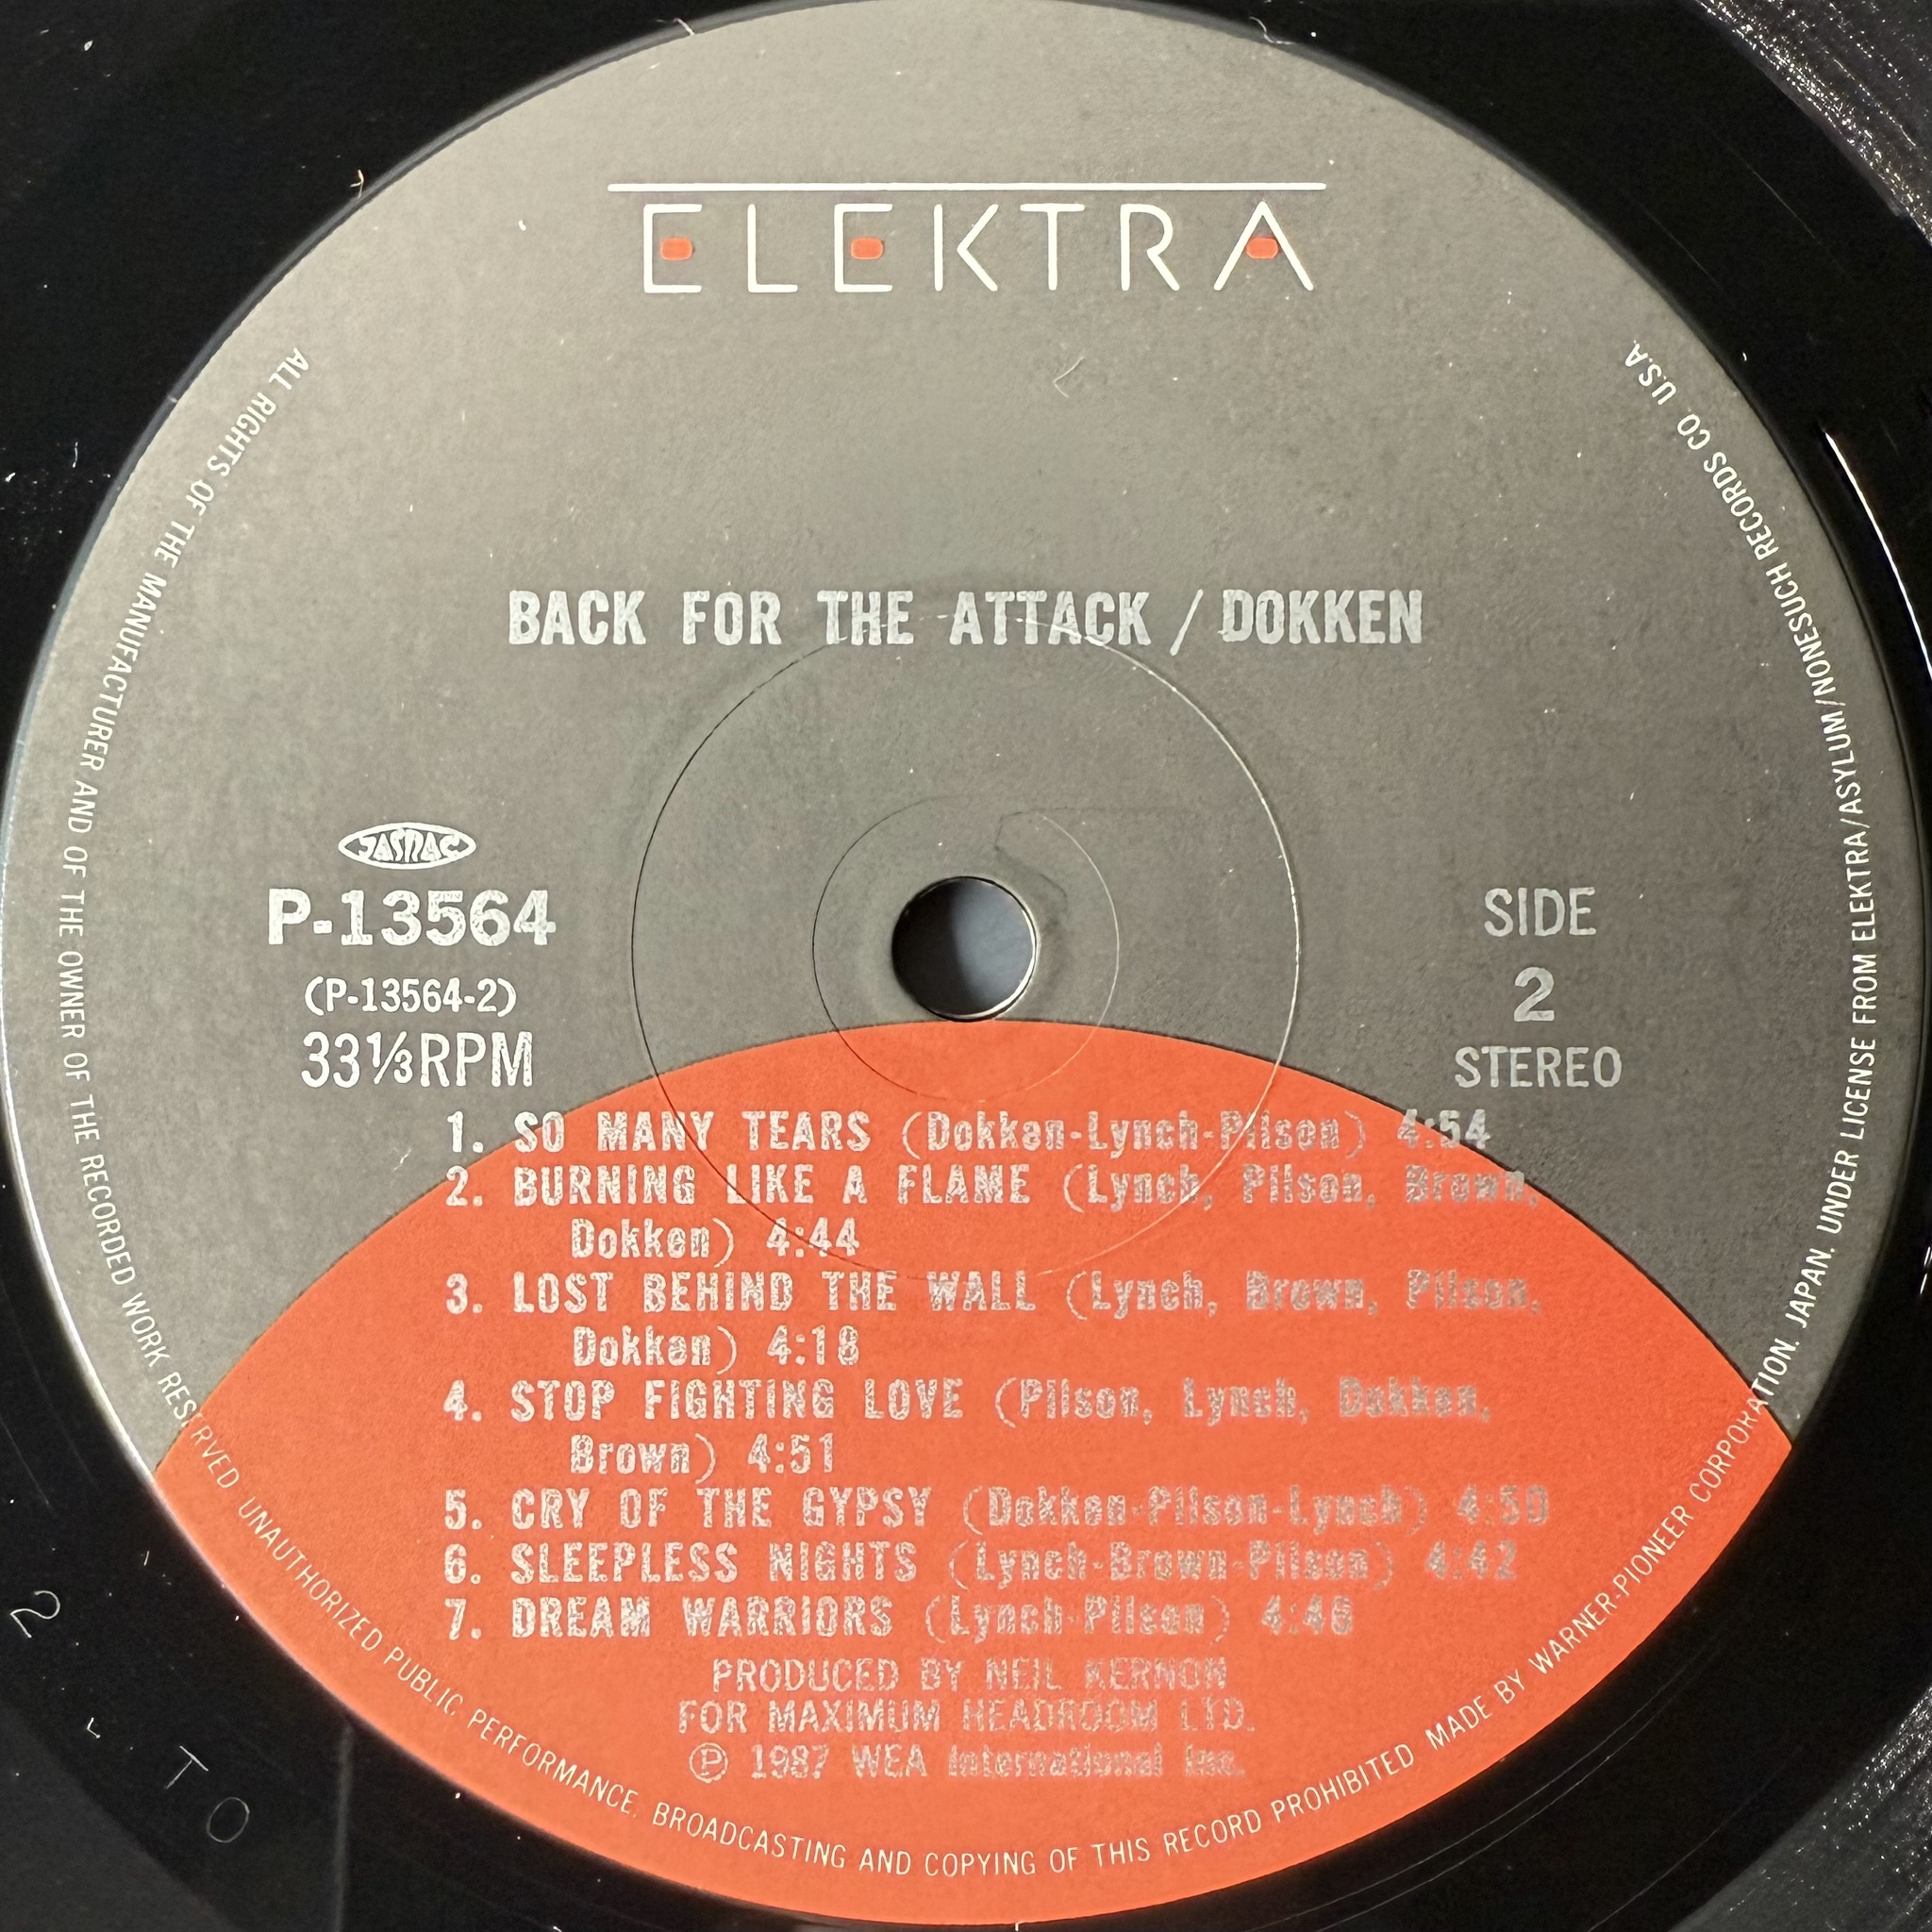 ELEKTRA
BACK FOR THE ATTACK / DOKKEN
JASRAC
P-13564
(P-13564-2)
33⅓RPM
SIDE
2
STEREO
1. SO MANY TEARS (Dokken-Lynch-Pilson) 4:54
2. BURNING LIKE A FLAME (Lynch, Pilson, Brown,
Dokken) 4:44
3. LOST BEHIND THE WALL (Lynch, Brown, Pilson,
Dokken) 4:18
4. STOP FIGHTING LOVE (Pilson, Lynch, Dokken,
Brown) 4:51
5. CRY OF THE GYPSY (Dokken-Pilson-Lynch) 4:50
6. SLEEPLESS NIGHTS (Lynch-Brown-Pilson) 4:42
7. DREAM WARRIORS (Lynch-Pilson) 4:46
PRODUCED BY NEIL KERNON
FOR MAXIMUM HEADROOM LTD.
Ⓟ 1987 WEA International Inc.
ALL RIGHTS OF THE MANUFACTURER AND OF THE OWNER OF THE RECORDED WORK RESERVED UNAUTHORIZED PUBLIC PERFORMANCE, BROADCASTING AND COPYING OF THIS RECORD PROHIBITED MADE BY WARNER-PIONEER CORPORATION, JAPAN. UNDER LICENSE FROM ELEKTRA/ASYLUM/NONESUCH RECORDS CO U.S.A.
2 - TO